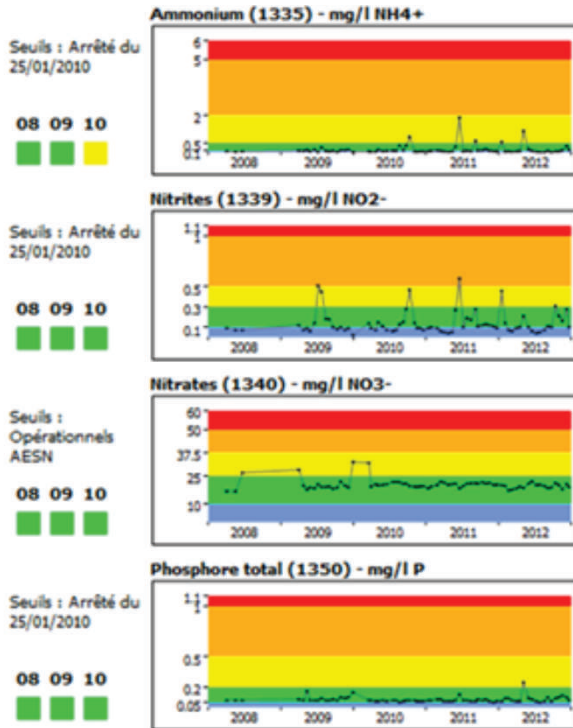 Ammonium (1335) - mg/l NH4+
Seuils : Arrêté du
25/01/2010
08 09 10
6
5
2
0.5
0.1
2008 2009 2010 2011 2012
Nitrites (1339) - mg/l NO2-
Seuils : Arrêté du
25/01/2010
08 09 10
1.1
1
0.5
0.3
0.1
2008 2009 2010 2011 2012
Nitrates (1340) - mg/l NO3-
Seuils :
Opérationnels
AESN
08 09 10
60
50
37.5
25
10
2008 2009 2010 2011 2012
Phosphore total (1350) - mg/l P
Seuils : Arrêté du
25/01/2010
08 09 10
1.1
1
0.5
0.2
0.05
2008 2009 2010 2011 2012